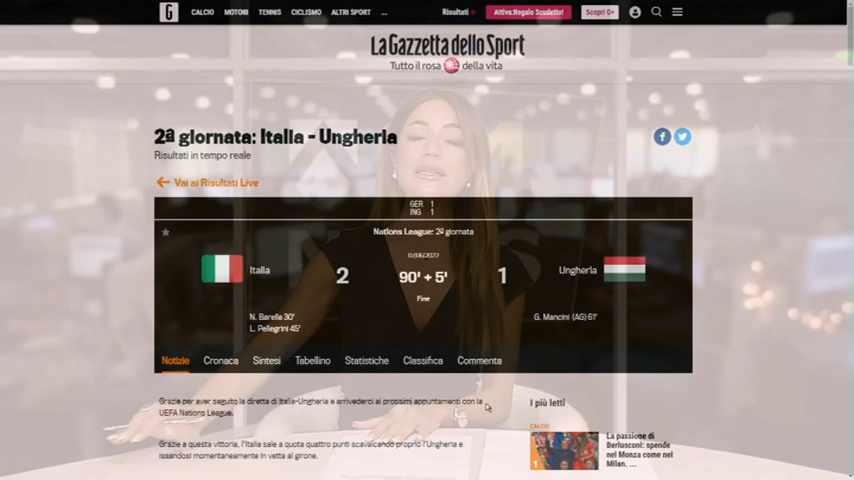 G CALCIO MOTORI TENNIS CICLISMO ALTRI SPORT ... Risultati Attiva Regalo Scudetto! Scopri G+
La Gazzetta dello Sport
Tutto il rosa della vita
2ª giornata: Italia - Ungheria
Risultati in tempo reale
Vai ai Risultati Live
GER 1
ING 1
Nations League: 2ª giornata
Italia 2 90' + 5' 1 Ungheria
Fine
N. Barella 30' G. Mancini (AG) 61'
L. Pellegrini 45'
Notizie Cronaca Sintesi Tabellino Statistiche Classifica Commenta
Grazie per aver seguito la diretta di Italia-Ungheria e arrivederci ai prossimi appuntamenti con la
UEFA Nations League.
Grazie a questa vittoria, l'Italia sale a quota quattro punti scavalcando proprio l'Ungheria e
issandosi momentaneamente in vetta al girone.
I più letti
CALCIO
1
La passione di
Berlusconi: spende
nel Monza come nel
Milan. ...